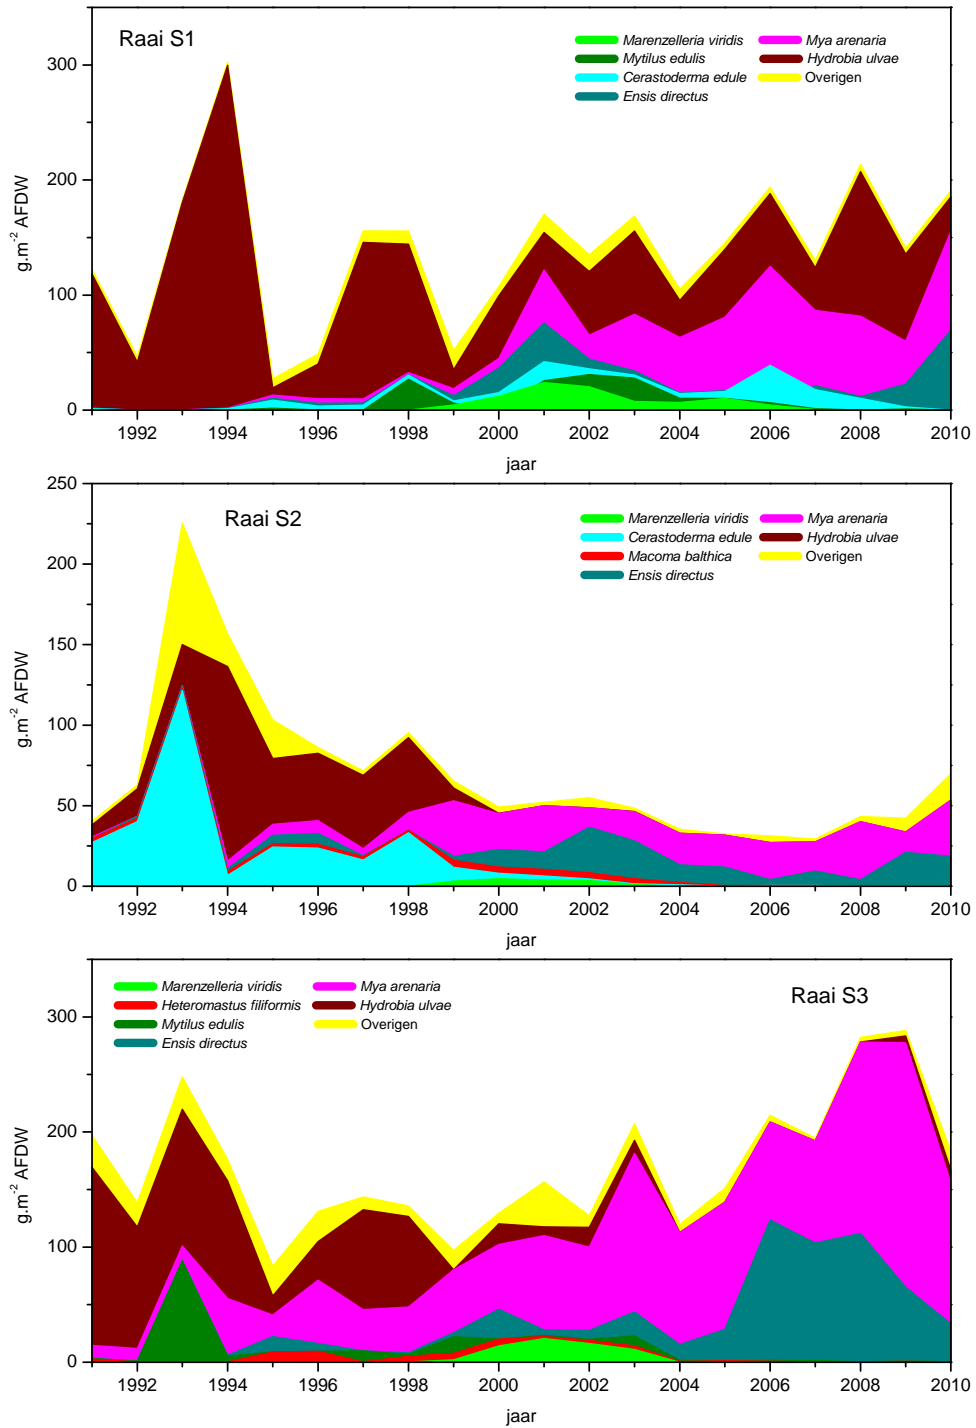 Raai S1
Marenzelleria viridis
Mytilus edulis
Cerastoderma edule
Ensis directus
Mya arenaria
Hydrobia ulvae
Overigen
g.m-2 AFDW
300
200
100
0
1992 1994 1996 1998 2000 2002 2004 2006 2008 2010
jaar
Raai S2
Marenzelleria viridis
Cerastoderma edule
Macoma balthica
Ensis directus
Mya arenaria
Hydrobia ulvae
Overigen
g.m-2 AFDW
250
200
150
100
50
0
1992 1994 1996 1998 2000 2002 2004 2006 2008 2010
jaar
Raai S3
Marenzelleria viridis
Heteromastus filiformis
Mytilus edulis
Ensis directus
Mya arenaria
Hydrobia ulvae
Overigen
g.m-2 AFDW
300
200
100
0
1992 1994 1996 1998 2000 2002 2004 2006 2008 2010
jaar